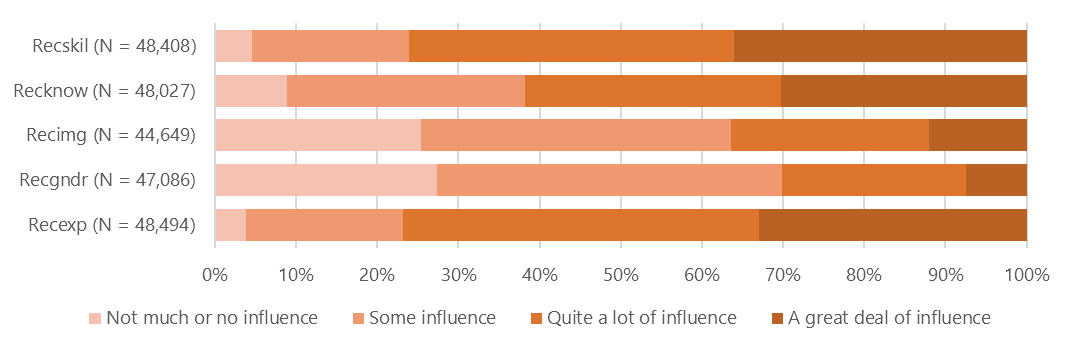 Recskil (N = 48,408)
Recknow (N = 48,027)
Recimg (N = 44,649)
Recgndr (N = 47,086)
Recexp (N = 48,494)
0% 10% 20% 30% 40% 50% 60% 70% 80% 90% 100%
Not much or no influence Some influence Quite a lot of influence A great deal of influence